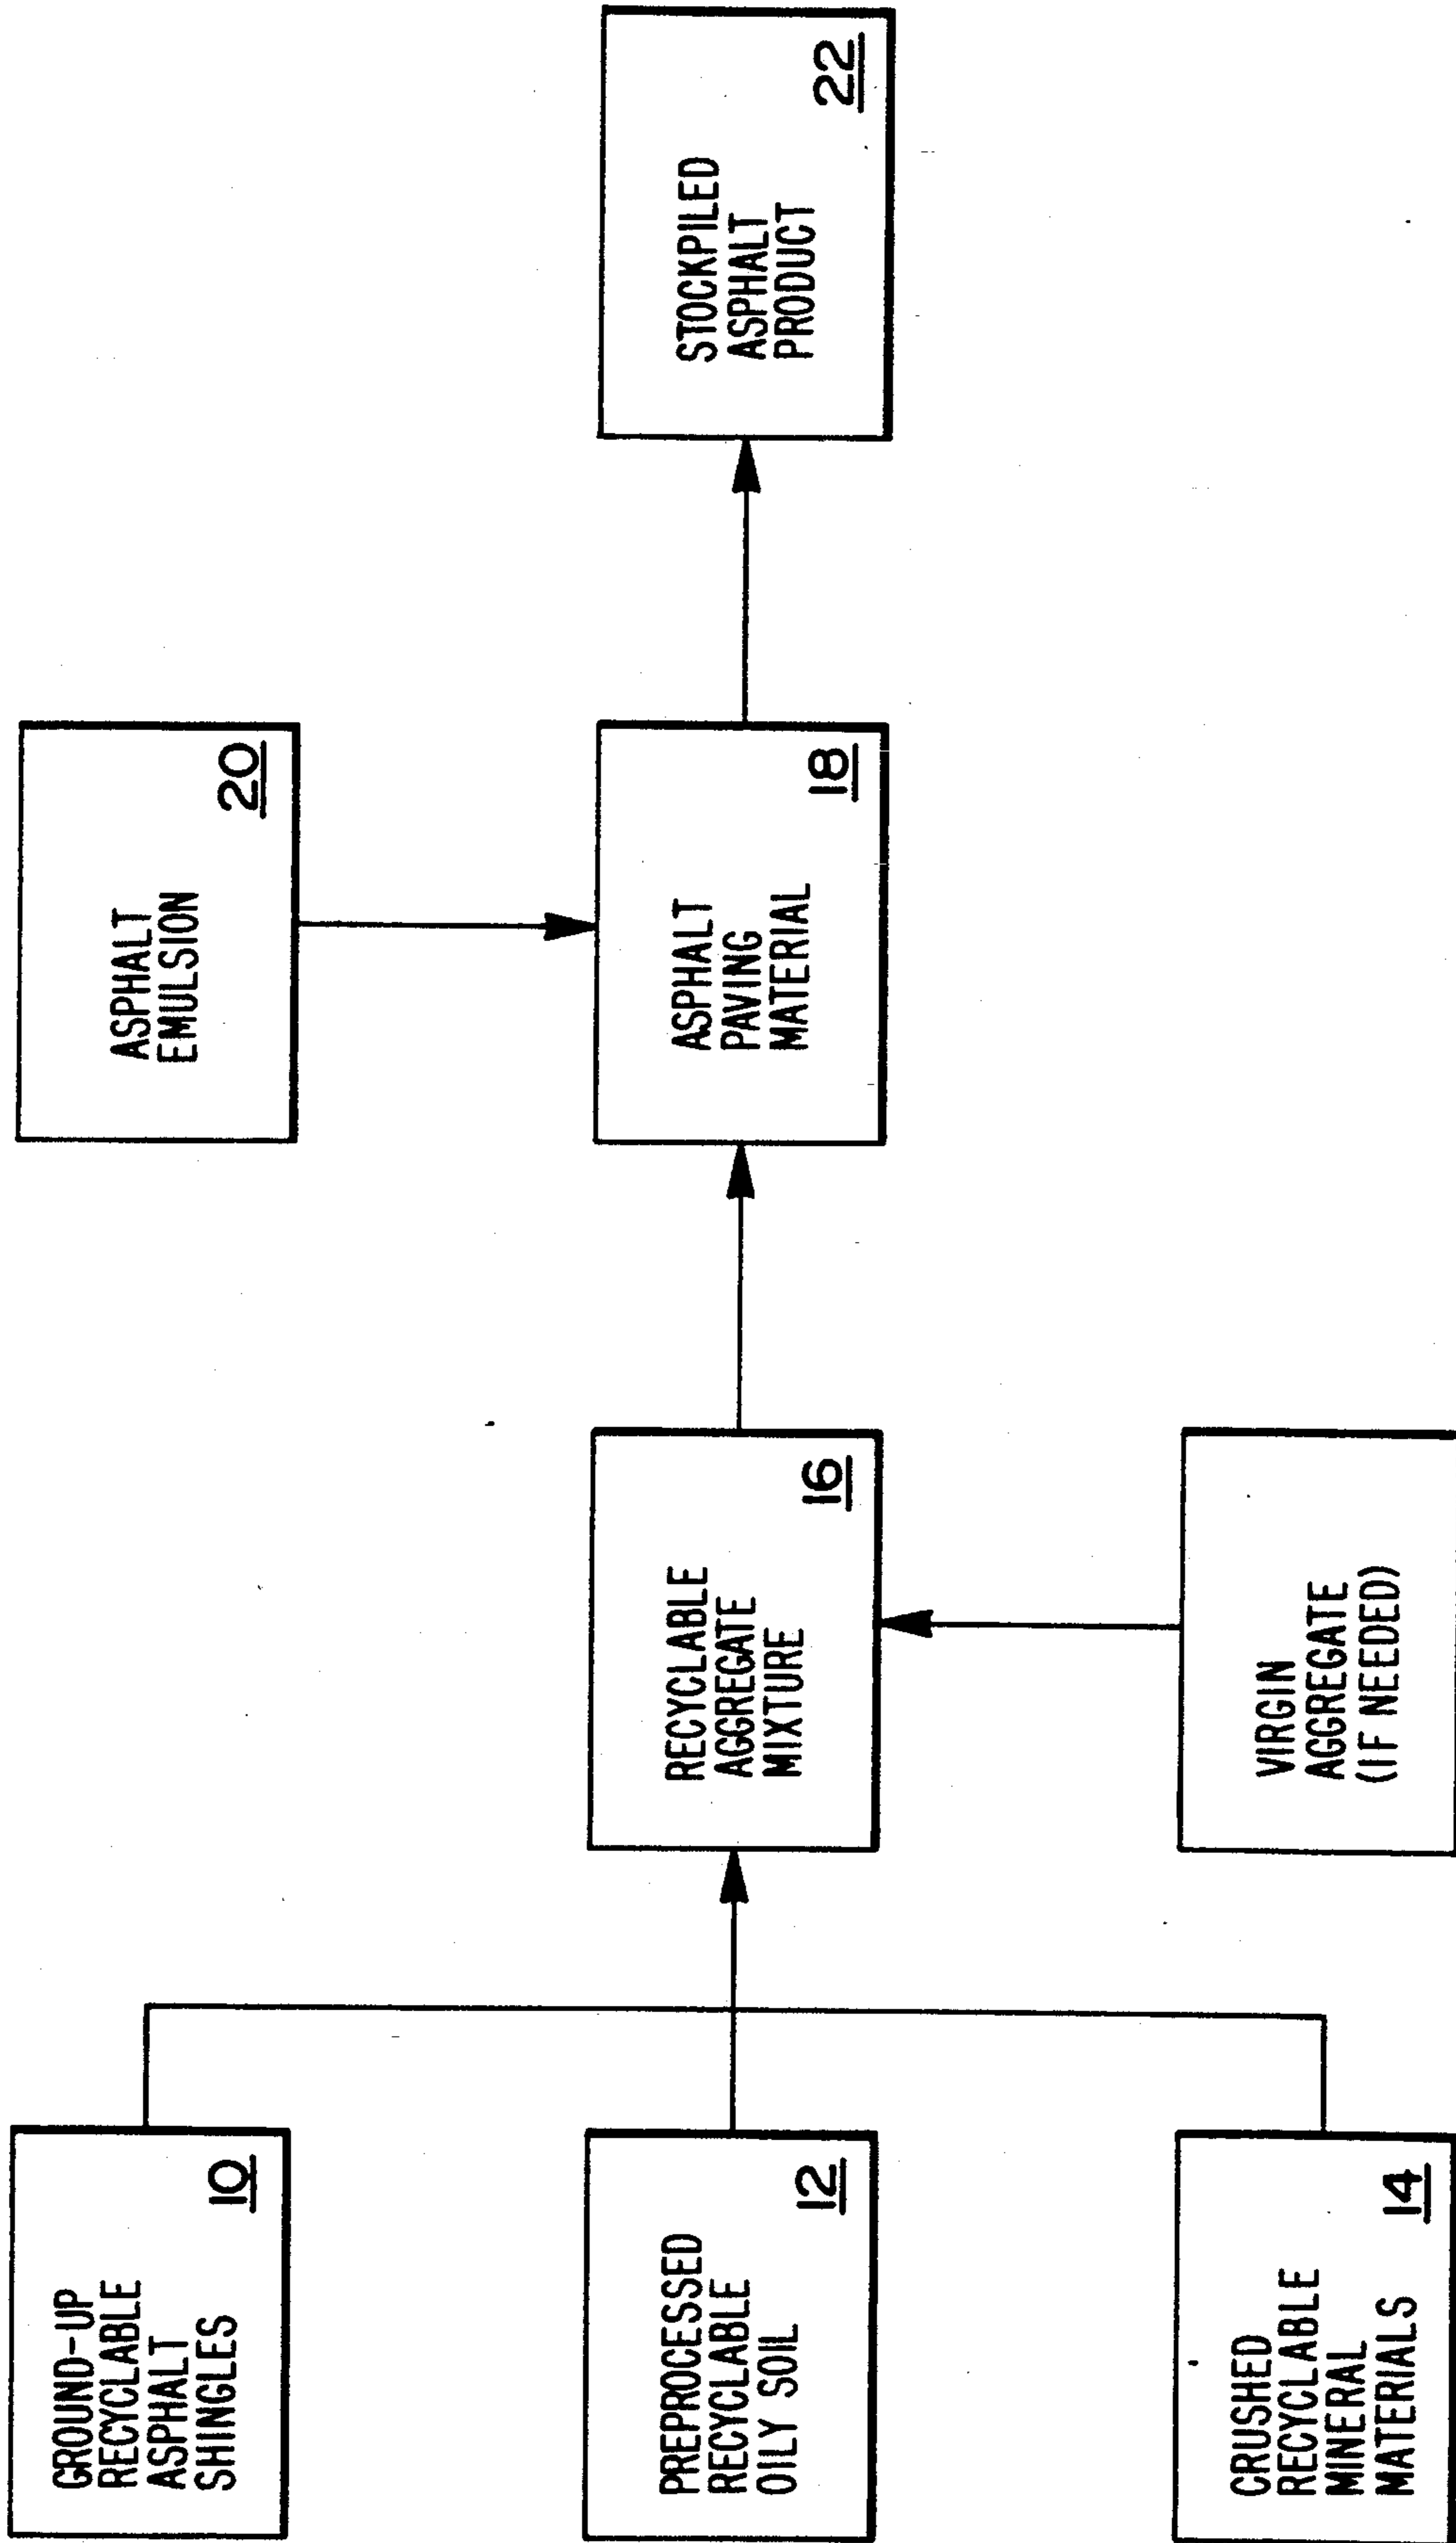 GROUND-UP
RECYCLABLE
ASPHALT
SHINGLES
10
PREPROCESSED
RECYCLABLE
OILY SOIL
12
CRUSHED
RECYCLABLE
MINERAL
MATERIALS
14
RECYCLABLE
AGGREGATE
MIXTURE
16
VIRGIN
AGGREGATE
(IF NEEDED)
ASPHALT
EMULSION
20
ASPHALT
PAVING
MATERIAL
18
STOCKPILED
ASPHALT
PRODUCT
22